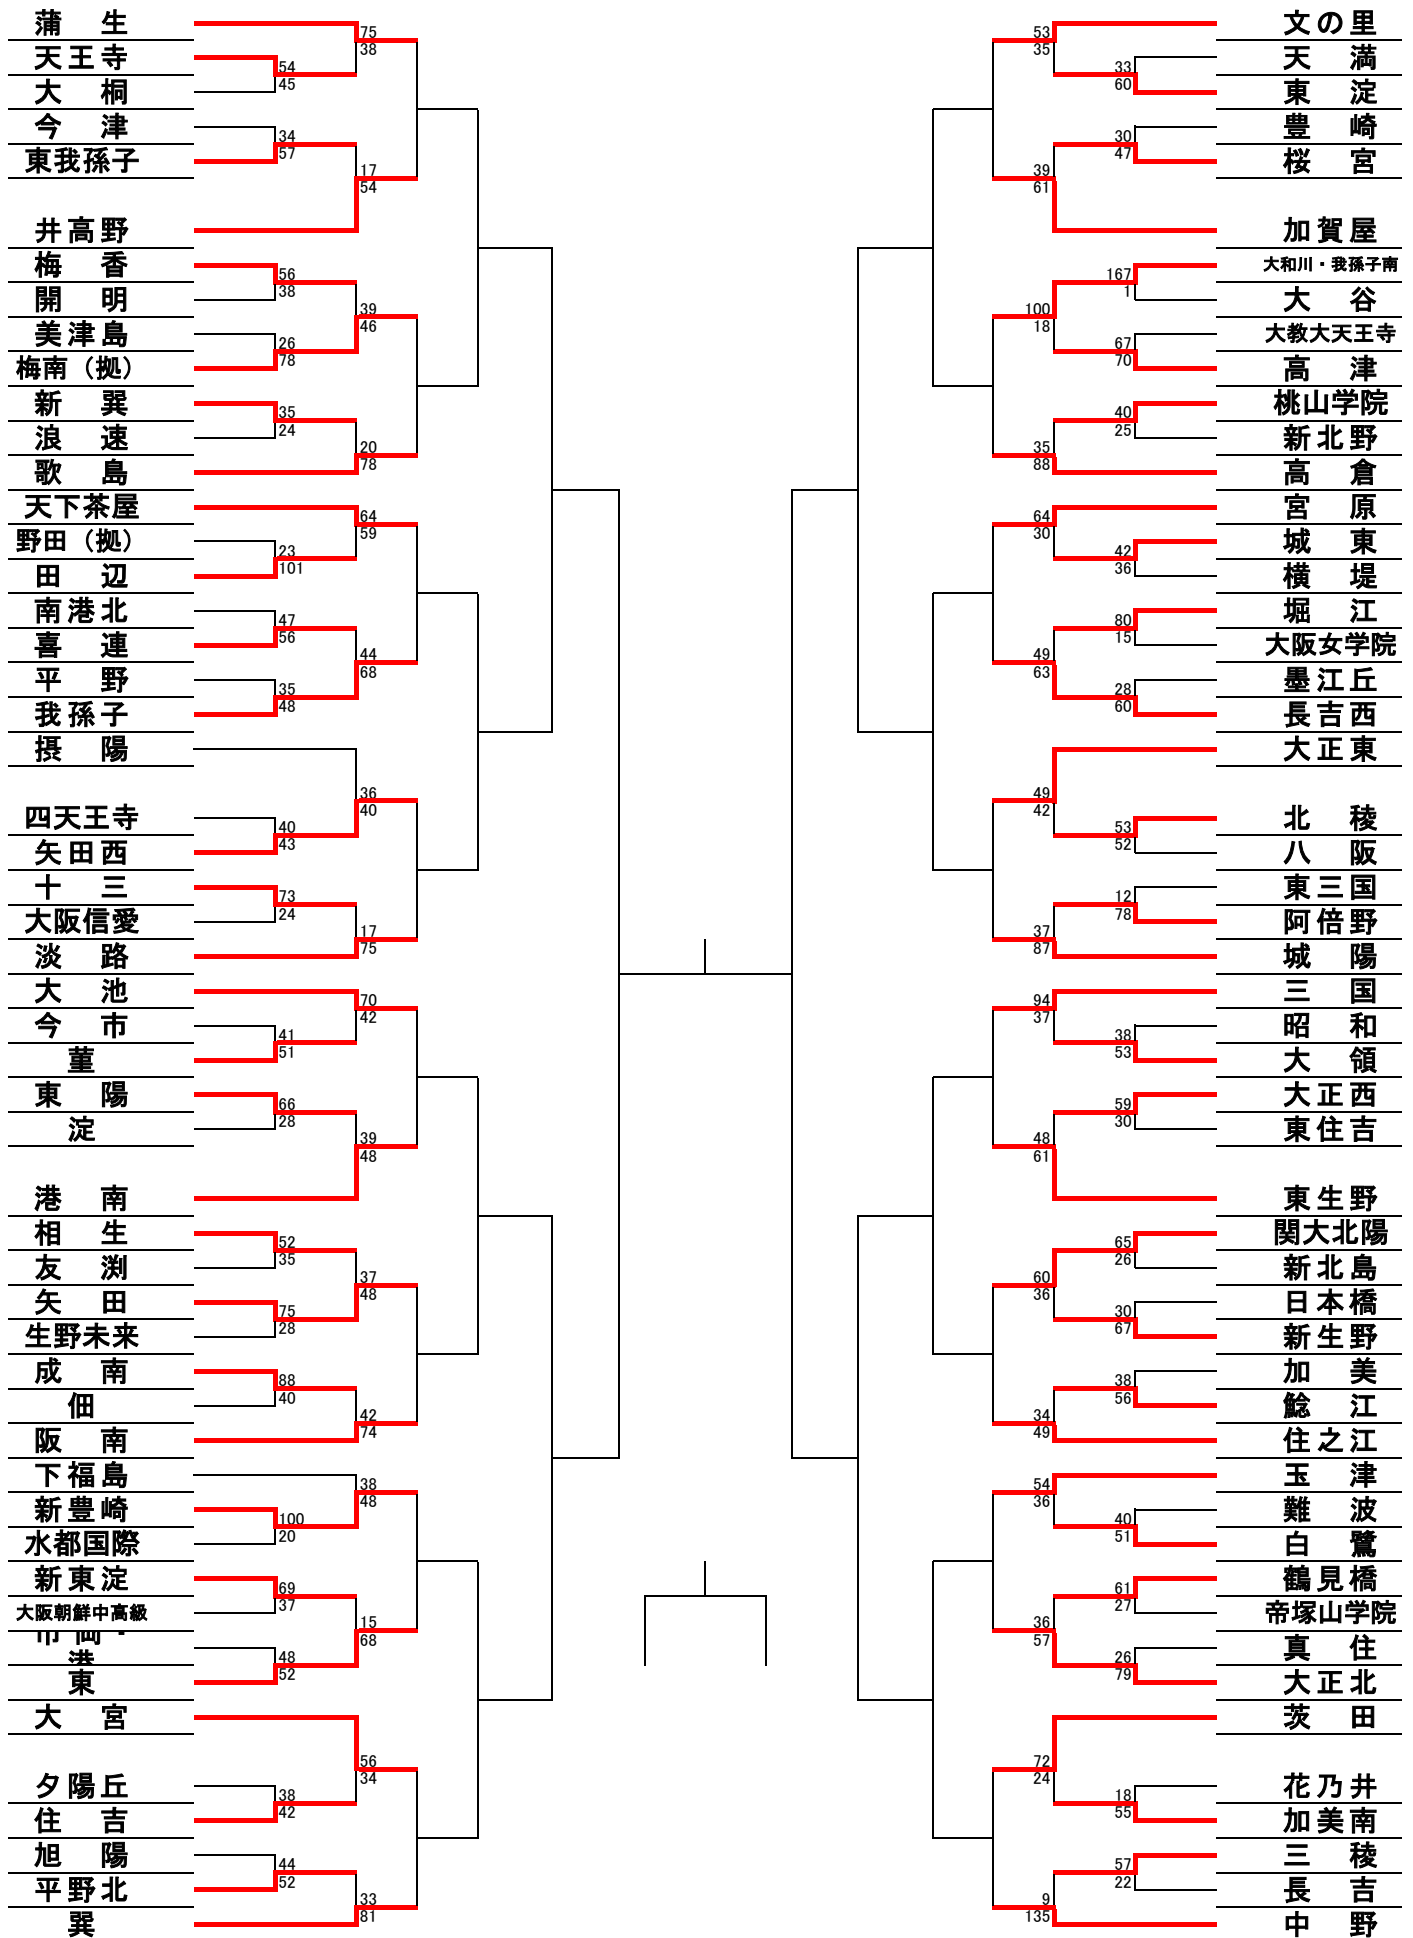 蒲生
天王寺
大桐
今津
東我孫子
井高野
梅香
開明
美津島
梅南（拠）
新巽
浪速
歌島
天下茶屋
野田（拠）
田辺
南港北
喜連
平野
我孫子
摂陽
四天王寺
矢田西
十三
大阪信愛
淡路
大池
今市
菫
東陽
淀
港南
相生
友渕
矢田
生野未来
成南
佃
阪南
下福島
新豊崎
水都国際
新東淀
大阪朝鮮中高級
市岡・
港
東
大宮
夕陽丘
住吉
旭陽
平野北
巽
54
45
34
57
56
38
26
78
35
24
23
101
47
56
35
48
40
43
73
24
41
51
66
28
52
35
75
28
88
40
100
20
69
37
48
52
38
42
44
52
75
38
17
54
39
46
20
78
64
59
44
68
36
40
17
75
70
42
39
48
37
48
42
74
38
48
15
68
56
34
33
81
53
35
39
61
100
18
35
88
64
30
49
63
49
42
37
87
94
37
48
61
60
36
34
49
54
36
36
57
72
24
9
135
33
60
30
47
167
1
67
70
40
25
42
36
80
15
28
60
53
52
12
78
38
53
59
30
65
26
30
67
38
56
40
51
61
27
26
79
18
55
57
22
文の里
天満
東淀
豊崎
桜宮
加賀屋
大和川・我孫子南
大谷
大教大天王寺
高津
桃山学院
新北野
高倉
宮原
城東
横堤
堀江
大阪女学院
墨江丘
長吉西
大正東
北稜
八阪
東三国
阿倍野
城陽
三国
昭和
大領
大正西
東住吉
東生野
関大北陽
新北島
日本橋
新生野
加美
鯰江
住之江
玉津
難波
白鷺
鶴見橋
帝塚山学院
真住
大正北
茨田
花乃井
加美南
三稜
長吉
中野